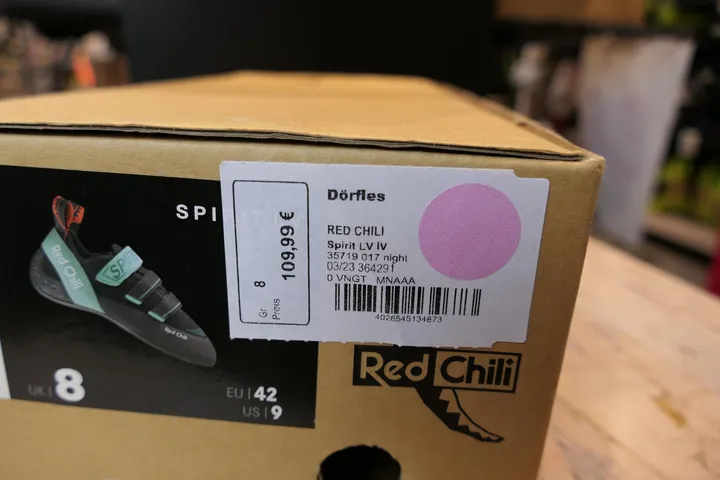 SPI
Red Chili
SPIRIT
Red Chili
UK | 8
EU | 42
US | 9
Gr. 8
Preis 109,99 €
Dörfles
RED CHILI
Spirit LV IV
35719 017 night
03/23 364291
0 VNGT MNAAA
4028545134673
Red Chili